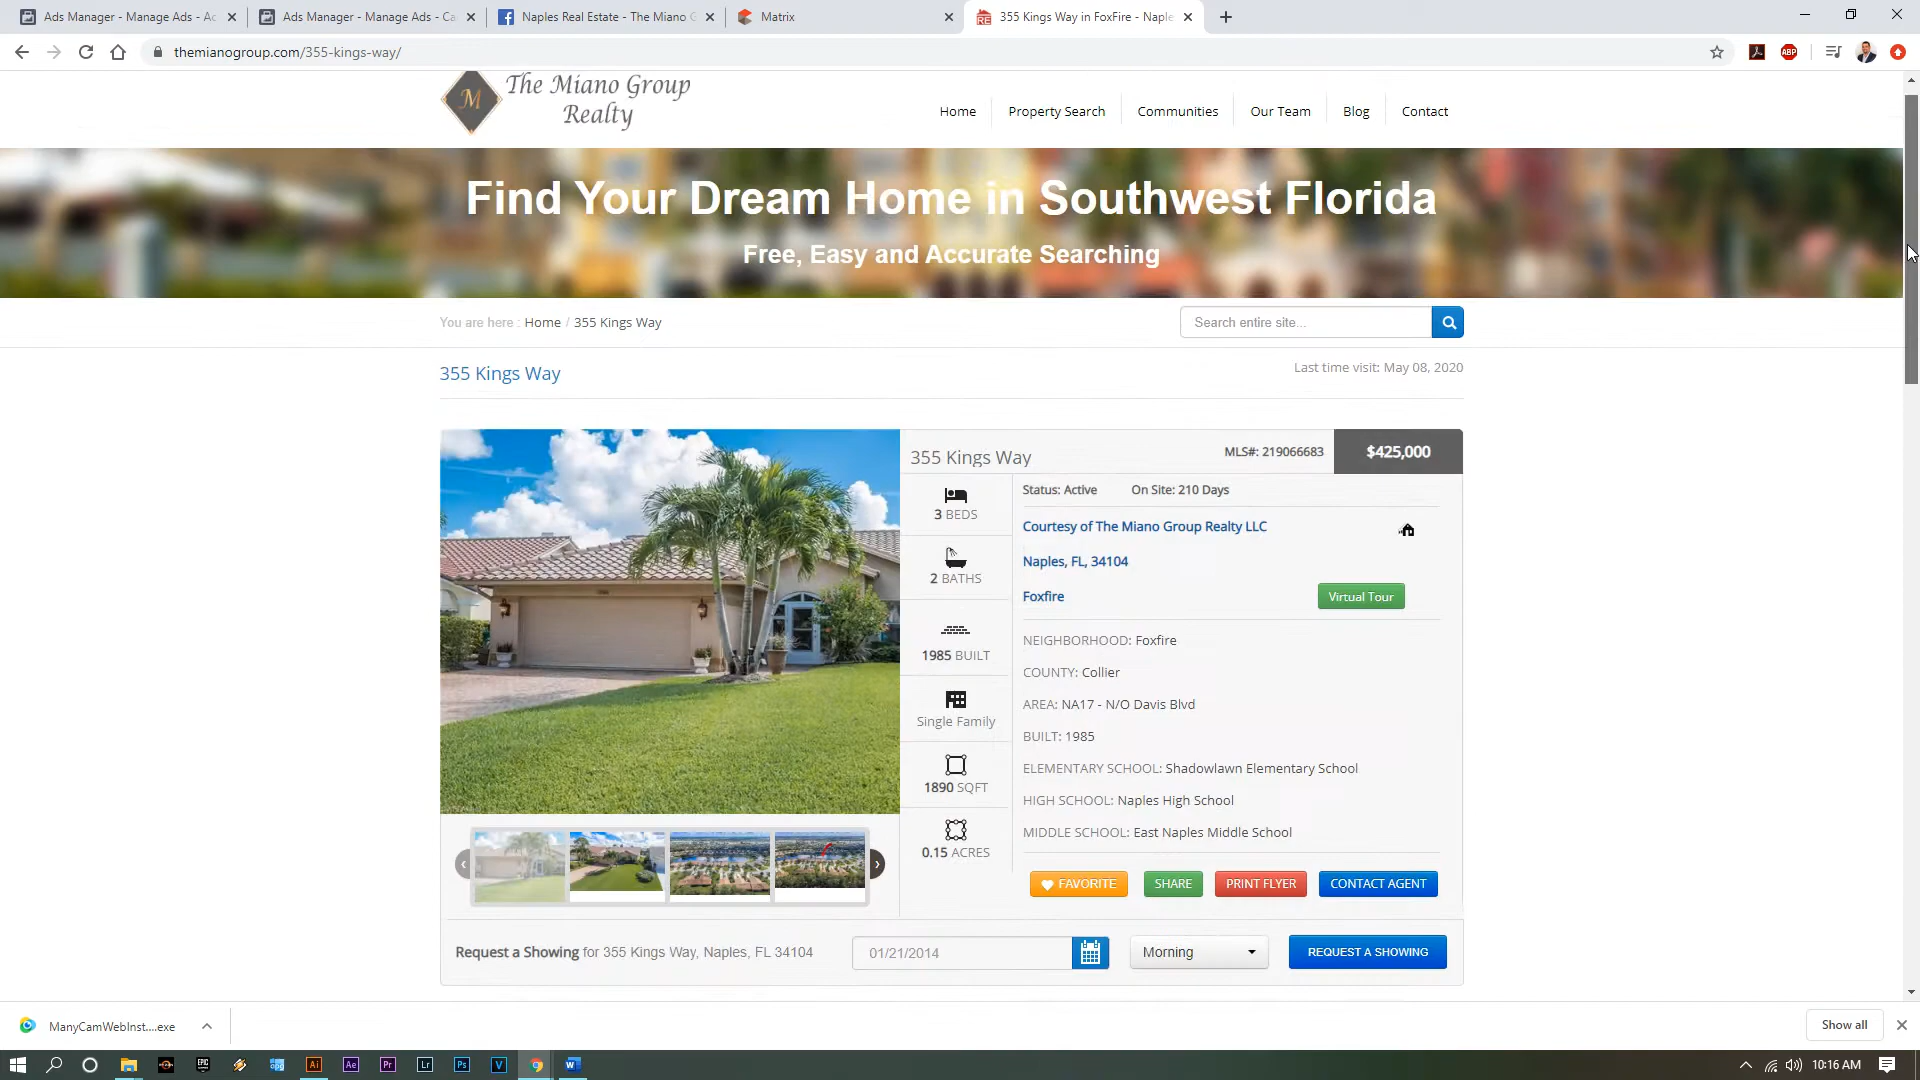 Ads Manager - Manage Ads - Ac
Ads Manager - Manage Ads - Ca
Naples Real Estate - The Miano G
Matrix
355 Kings Way in FoxFire - Naple
themianogroup.com/355-kings-way/
ABP
M
The Miano Group
Realty
Home
Property Search
Communities
Our Team
Blog
Contact
Find Your Dream Home in Southwest Florida
Free, Easy and Accurate Searching
You are here : Home / 355 Kings Way
Search entire site...
355 Kings Way
Last time visit: May 08, 2020
355 Kings Way
MLS#: 219066683
$425,000
3 BEDS
2 BATHS
1985 BUILT
Single Family
1890 SQFT
0.15 ACRES
Status: Active
On Site: 210 Days
Courtesy of The Miano Group Realty LLC
Naples, FL, 34104
Foxfire
Virtual Tour
NEIGHBORHOOD: Foxfire
COUNTY: Collier
AREA: NA17 - N/O Davis Blvd
BUILT: 1985
ELEMENTARY SCHOOL: Shadowlawn Elementary School
HIGH SCHOOL: Naples High School
MIDDLE SCHOOL: East Naples Middle School
FAVORITE
SHARE
PRINT FLYER
CONTACT AGENT
Request a Showing for 355 Kings Way, Naples, FL 34104
01/21/2014
Morning
REQUEST A SHOWING
ManyCamWebInst....exe
Show all
Ai
Ae
Pr
Lr
Ps
V
10:16 AM